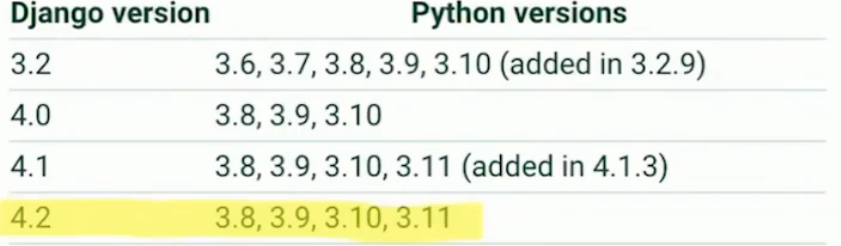 Django version Python versions
3.2 3.6, 3.7, 3.8, 3.9, 3.10 (added in 3.2.9)
4.0 3.8, 3.9, 3.10
4.1 3.8, 3.9, 3.10, 3.11 (added in 4.1.3)
4.2 3.8, 3.9, 3.10, 3.11